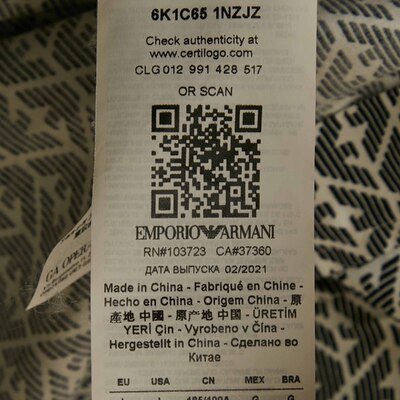 6K1C65 1NZJZ
Check authenticity at
www.certilogo.com
CLG 012 991 428 517
OR SCAN
EMPORIO ARMANI
RN#103723 CA#37360
ДАТА ВЫПУСКА 02/2021
Made in China - Fabriqué en Chine -
Hecho en China - Origem China - 原
產地 中國 - 原产地 中国 - ÜRETİM
YERİ Çin - Vyrobeno v Čína -
Hergestellt in China - Сделано во
Китае
EU USA CN MEX BRA
GA OPER